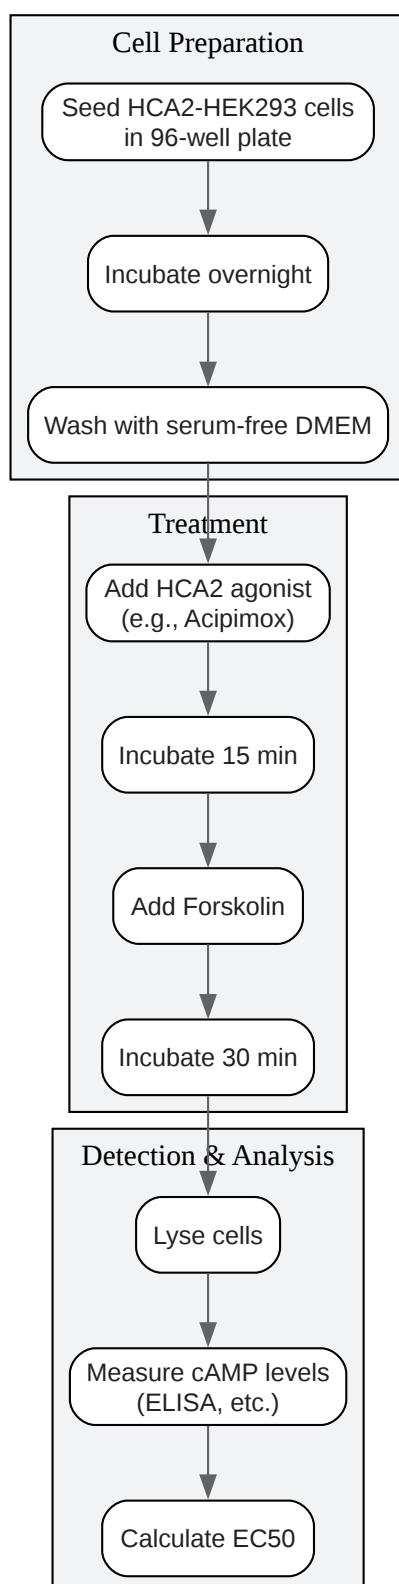 Cell Preparation
Seed HCA2-HEK293 cells
in 96-well plate
Incubate overnight
Wash with serum-free DMEM
Treatment
Add HCA2 agonist
(e.g., Acipimox)
Incubate 15 min
Add Forskolin
Incubate 30 min
Detection & Analysis
Lyse cells
Measure cAMP levels
(ELISA, etc.)
Calculate EC50